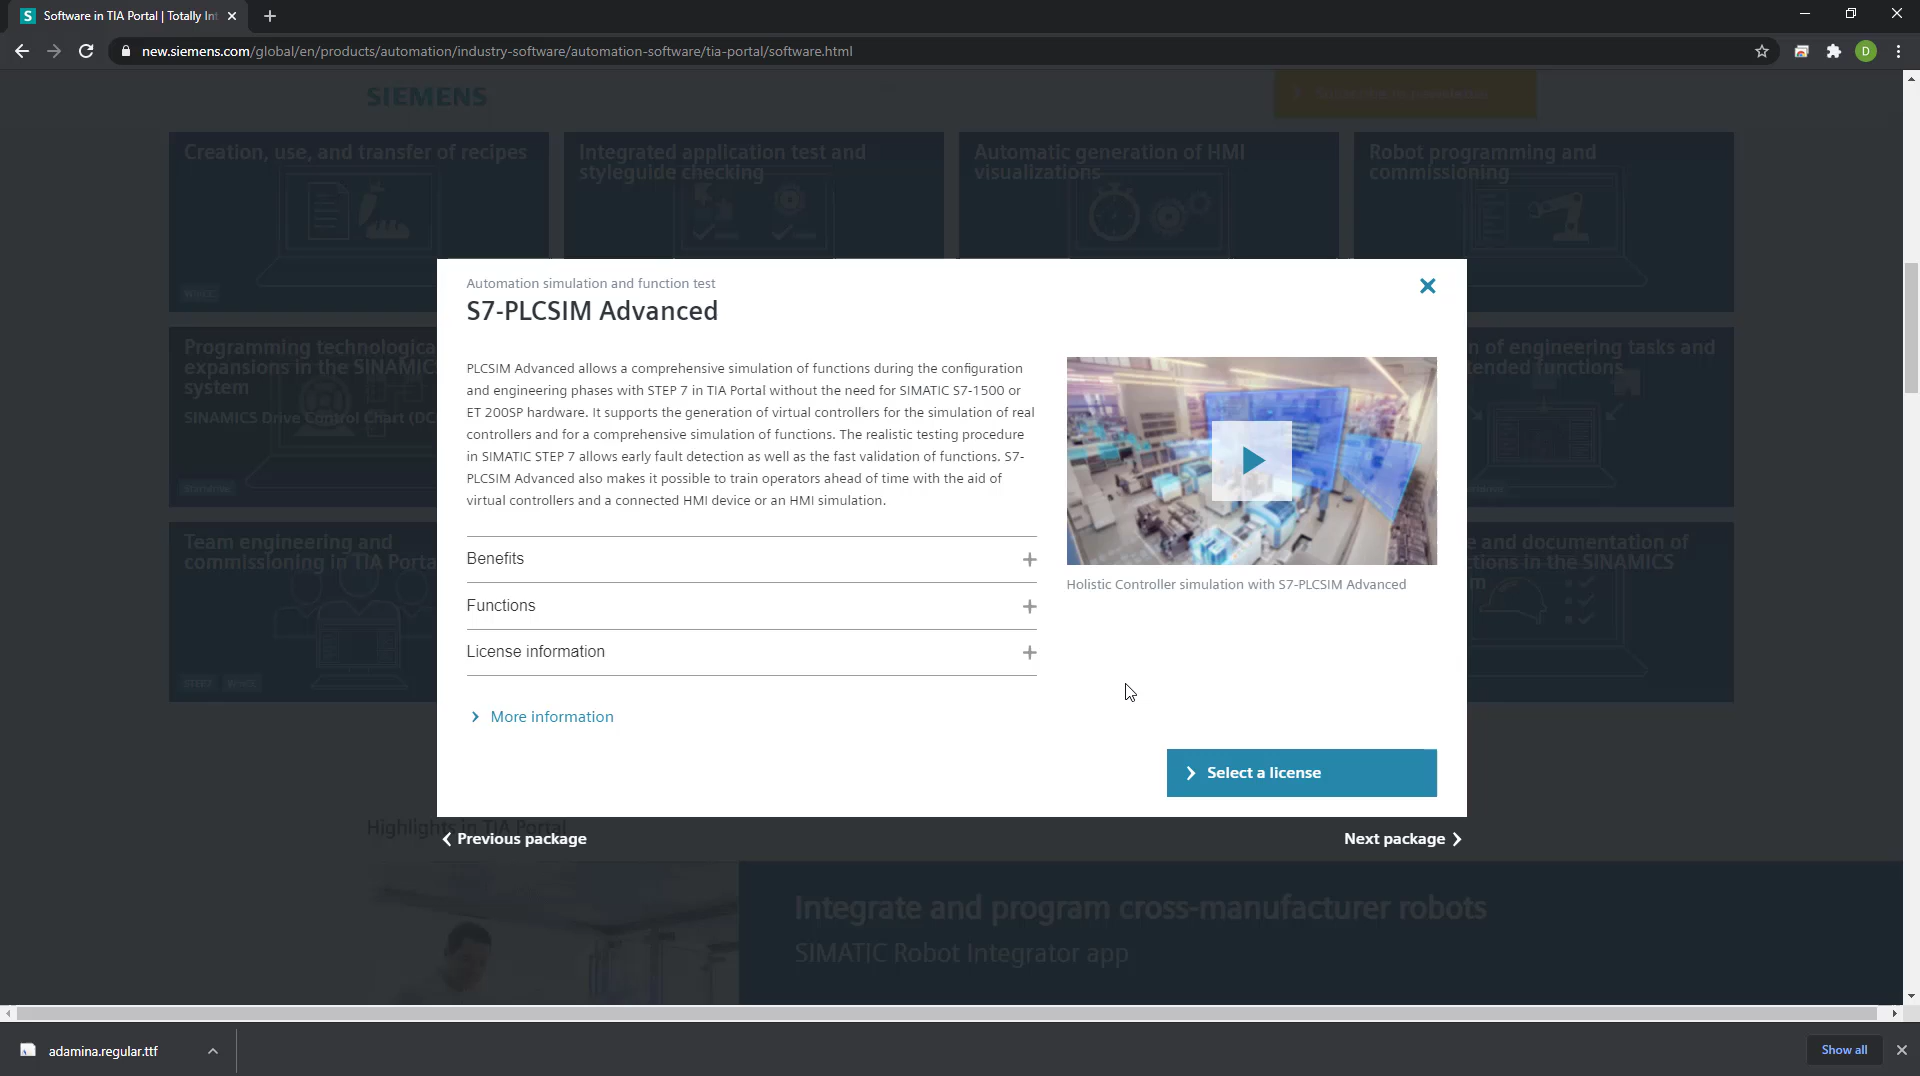 Software in TIA Portal | Totally Int
new.siemens.com/global/en/products/automation/industry-software/automation-software/tia-portal/software.html
D
SIEMENS
Creation, use, and transfer of recipes
Integrated application test and
styleguide checking
Automatic generation of HMI
visualizations
Robot programming and
commissioning
WinCC
Automation simulation and function test
S7-PLCSIM Advanced
Programming technologica
expansions in the SINAMIC
system
SINAMICS Drive Control Chart (DC
Startdrive
n of engineering tasks and
tended functions
PLCSIM Advanced allows a comprehensive simulation of functions during the configuration
and engineering phases with STEP 7 in TIA Portal without the need for SIMATIC S7-1500 or
ET 200SP hardware. It supports the generation of virtual controllers for the simulation of real
controllers and for a comprehensive simulation of functions. The realistic testing procedure
in SIMATIC STEP 7 allows early fault detection as well as the fast validation of functions. S7-
PLCSIM Advanced also makes it possible to train operators ahead of time with the aid of
virtual controllers and a connected HMI device or an HMI simulation.
Benefits
Functions
License information
More information
Holistic Controller simulation with S7-PLCSIM Advanced
Select a license
Team engineering and
commissioning in TIA Porta
STEP7 WinCC
e and documentation of
ctions in the SINAMICS
m
Highlights in TIA Portal
Previous package
Next package
Integrate and program cross-manufacturer robots
SIMATIC Robot Integrator app
adamina.regular.ttf
Show all